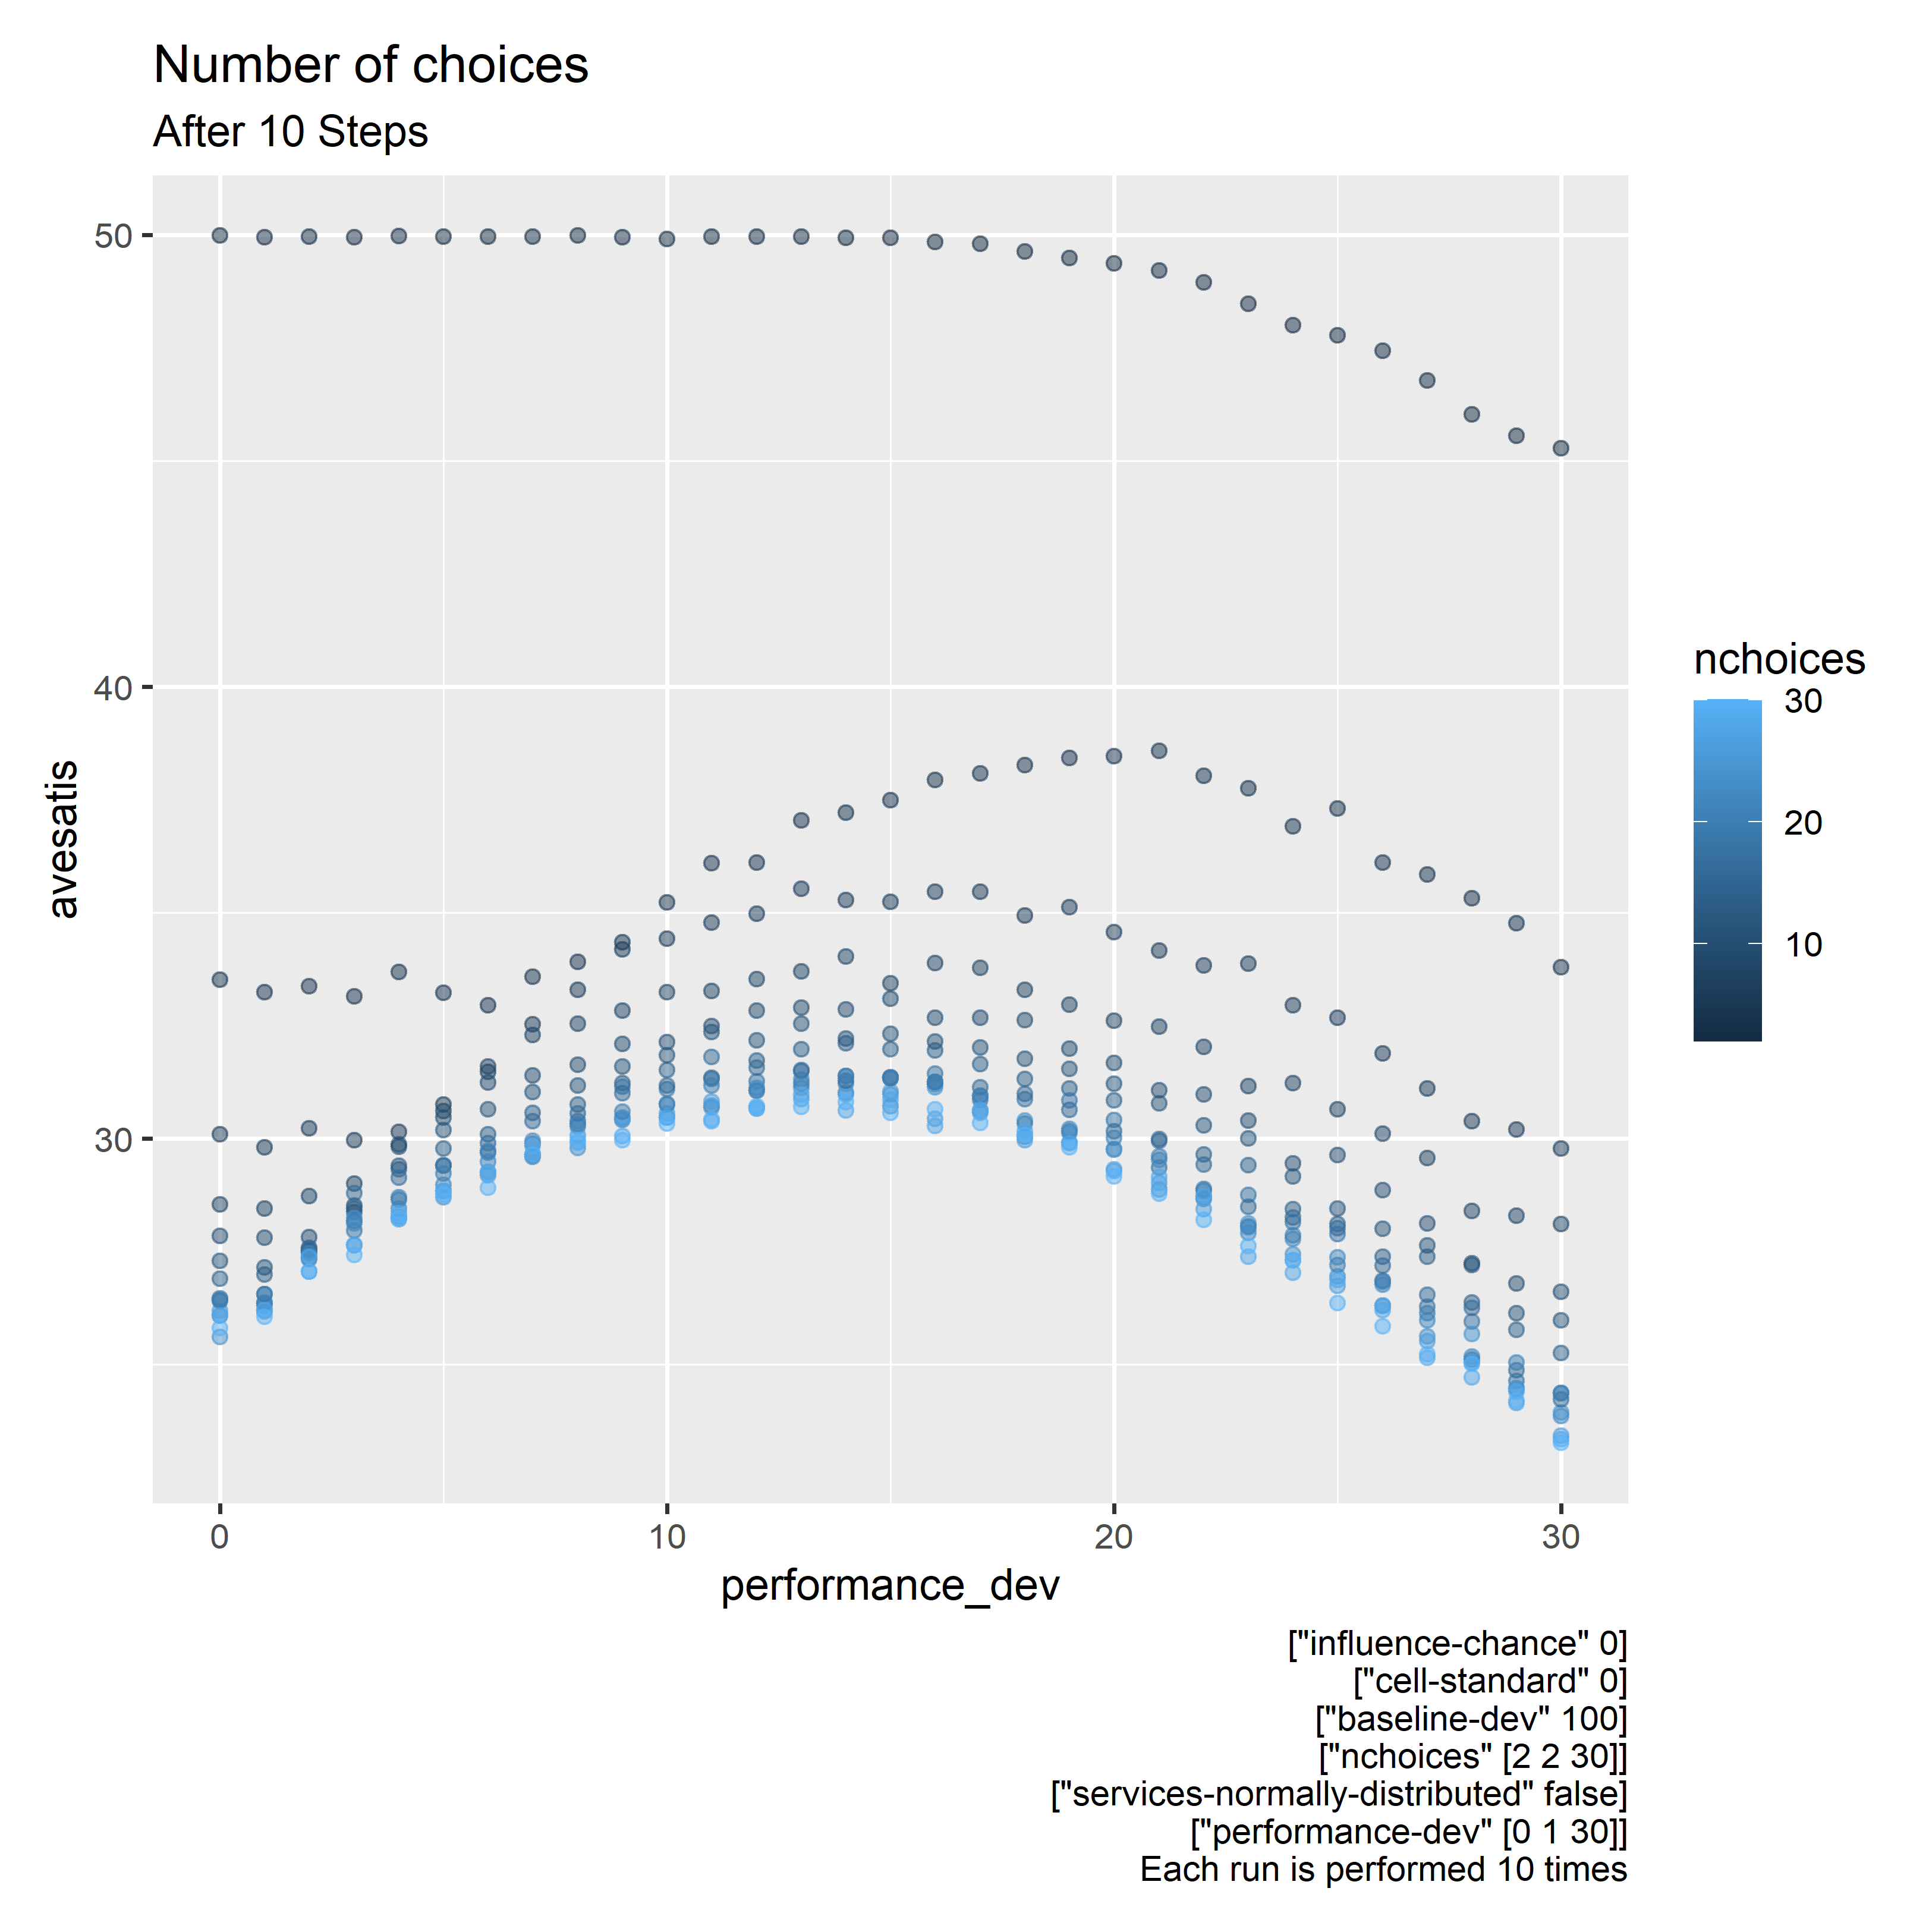 Number of choices
After 10 Steps
50
40
30
avesatis
0
10
20
30
performance_dev
nchoices
30
20
10
["influence-chance" 0]
["cell-standard" 0]
["baseline-dev" 100]
["nchoices" [2 2 30]]
["services-normally-distributed" false]
["performance-dev" [0 1 30]]
Each run is performed 10 times